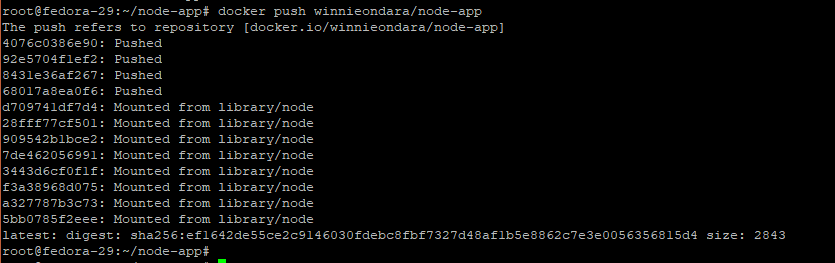 root@fedora-29:~/node-app# docker push winnieondara/node-app
The push refers to repository [docker.io/winnieondara/node-app]
4076c0386e90: Pushed
92e5704f1ef2: Pushed
8431e36af267: Pushed
68017a8ea0f6: Pushed
d709741df7d4: Mounted from library/node
28fff77cf501: Mounted from library/node
909542b1bce2: Mounted from library/node
7de462056991: Mounted from library/node
3443d6cf0f1f: Mounted from library/node
f3a38968d075: Mounted from library/node
a327787b3c73: Mounted from library/node
5bb0785f2eee: Mounted from library/node
latest: digest: sha256:ef1642de55ce2c9146030fdebc8fbf7327d48af1b5e8862c7e3e0056356815d4 size: 2843
root@fedora-29:~/node-app#